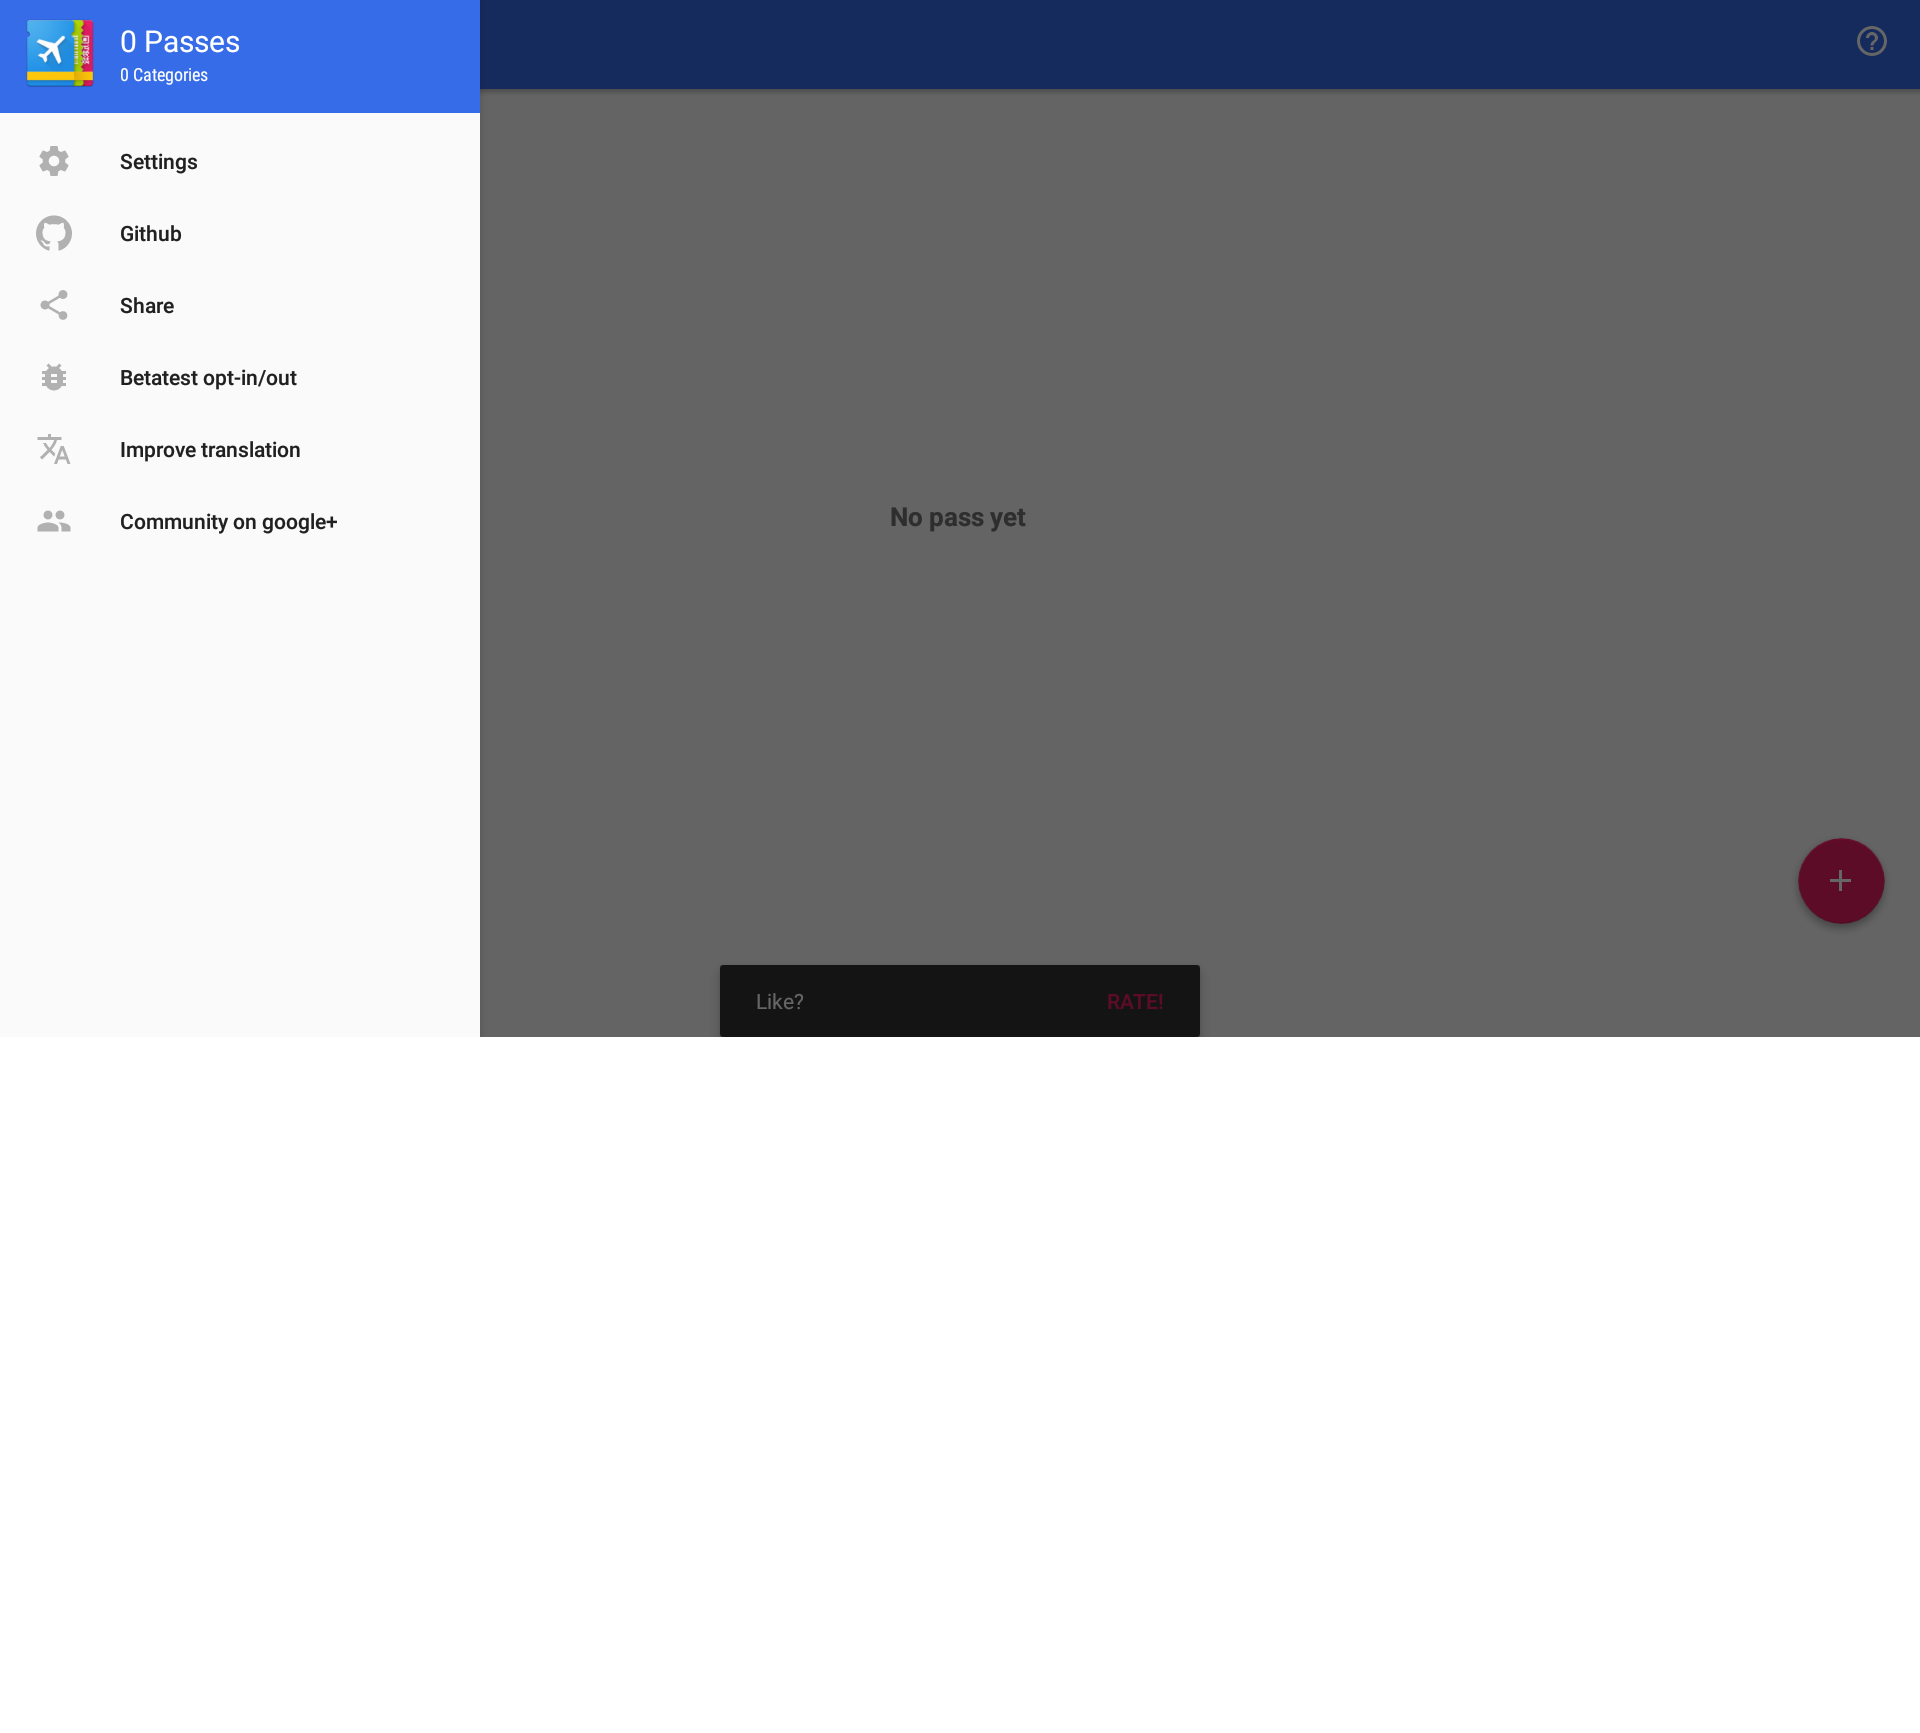 0 Passes
0 Categories
Settings
Github
Share
Betatest opt-in/out
Improve translation
Community on google+
No pass yet
Like?
RATE!